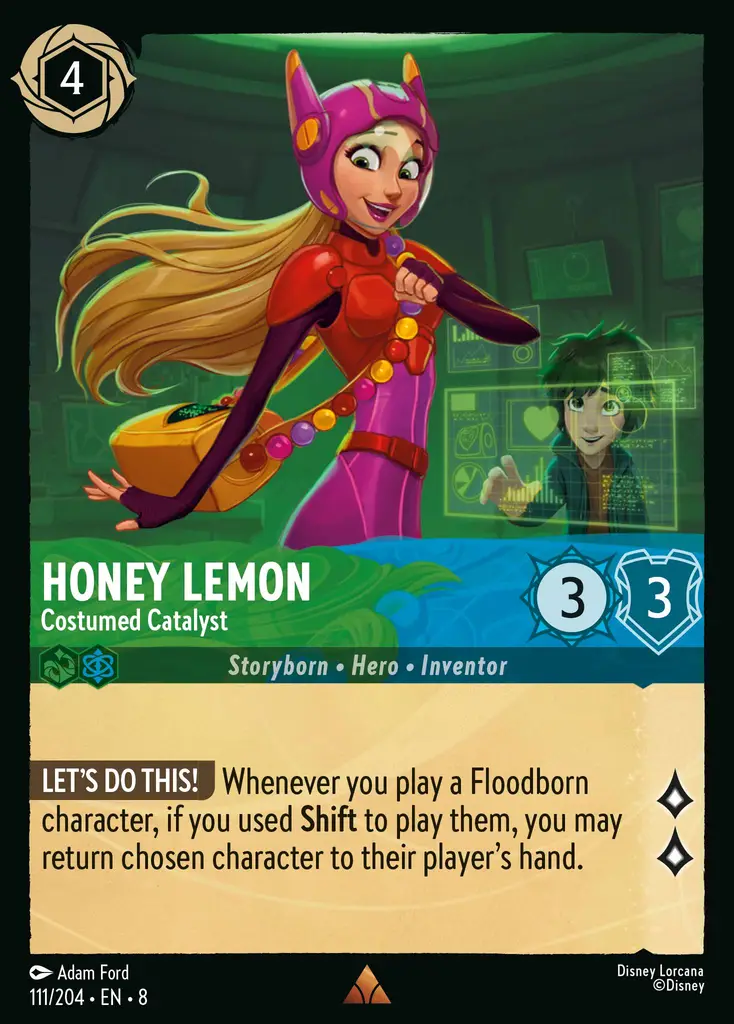 4
HONEY LEMON
Costumed Catalyst
3
3
Storyborn • Hero • Inventor
LET'S DO THIS! Whenever you play a Floodborn
character, if you used Shift to play them, you may
return chosen character to their player's hand.
Adam Ford
111/204 • EN • 8
Disney Lorcana
©Disney